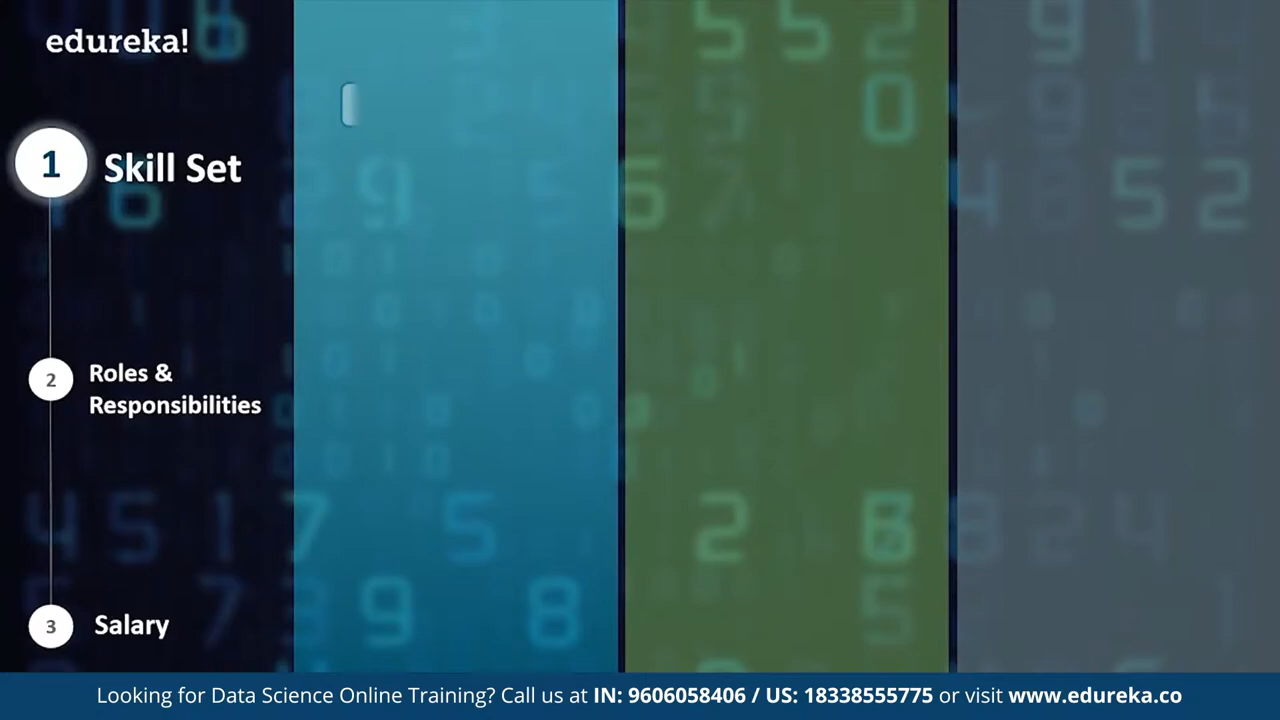 edureka!
1 Skill Set
2 Roles &
Responsibilities
3 Salary
Looking for Data Science Online Training? Call us at IN: 9606058406 / US: 18338555775 or visit www.edureka.co